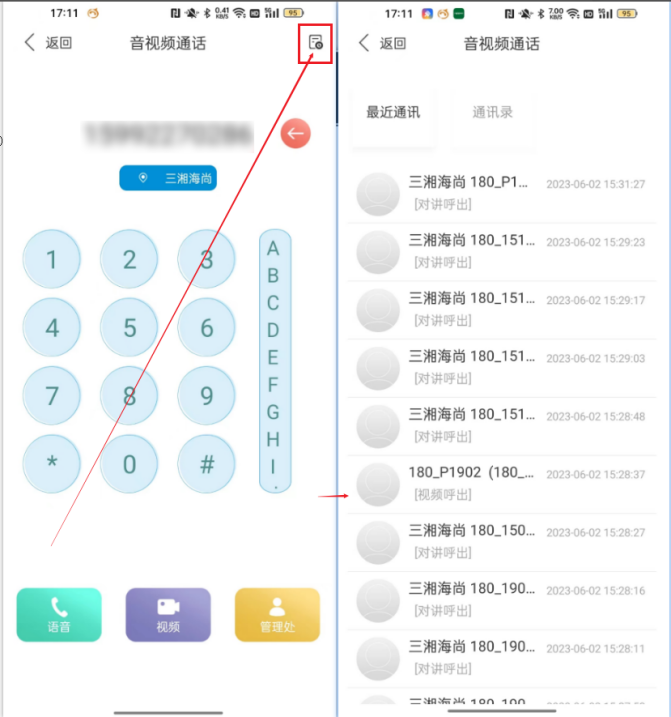 17:11
0.41 KB/S
HD
5G
95
返回
音视频通话
三湘海尚
1
2
3
4
5
6
7
8
9
*
0
#
A
B
C
D
E
F
G
H
I
语音
视频
管理处
17:11
7.00 KB/S
HD
5G
95
返回
音视频通话
最近通讯
通讯录
三湘海尚 180_P1... 2023-06-02 15:31:27
[对讲呼出]
三湘海尚 180_151... 2023-06-02 15:29:23
[对讲呼出]
三湘海尚 180_151... 2023-06-02 15:29:17
[对讲呼出]
三湘海尚 180_151... 2023-06-02 15:29:03
[对讲呼出]
三湘海尚 180_151... 2023-06-02 15:28:48
[对讲呼出]
180_P1902（180_... 2023-06-02 15:28:37
[视频呼出]
三湘海尚 180_150... 2023-06-02 15:28:27
[对讲呼出]
三湘海尚 180_190... 2023-06-02 15:28:16
[对讲呼出]
三湘海尚 180_190... 2023-06-02 15:28:11
[对讲呼出]
三湘海尚 180_190...